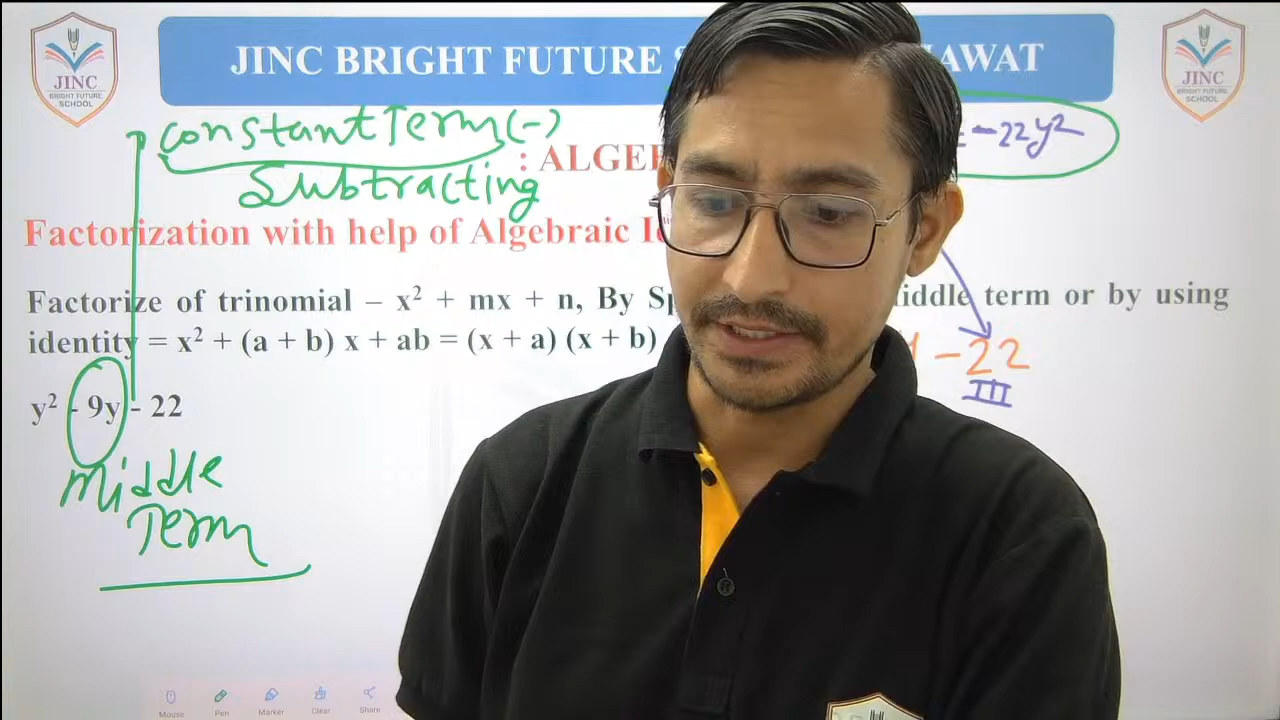 JINC BRIGHT FUTURE S AWAT
JINC
BRIGHT FUTURE
SCHOOL
JINC
BRIGHT FUTURE
SCHOOL
constant Term (-)
Subtracting
: ALGE
-22y²
Factorization with help of Algebraic I
Factorize of trinomial – x² + mx + n, By Sp iddle term or by using
identity = x² + (a + b) x + ab = (x + a) (x + b)
- 22
III
y² - 9y - 22
Middle
Term
Mouse Pen Marker Clear Share